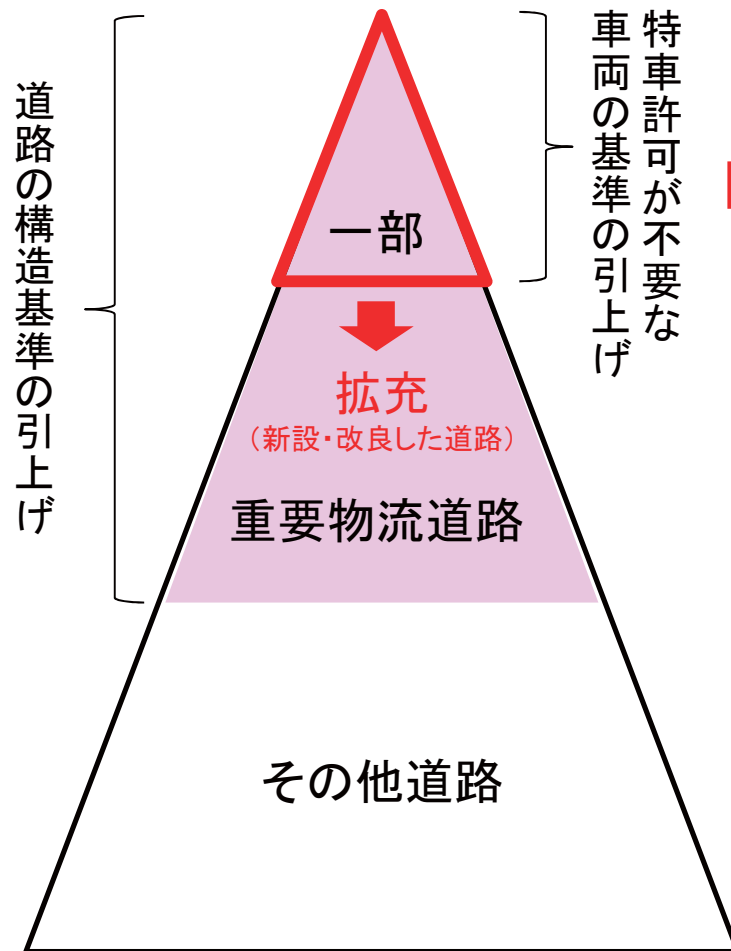 道路の構造基準の引上げ
特車許可が不要な
車両の基準の引上げ
一部
拡充
（新設・改良した道路）
重要物流道路
その他道路